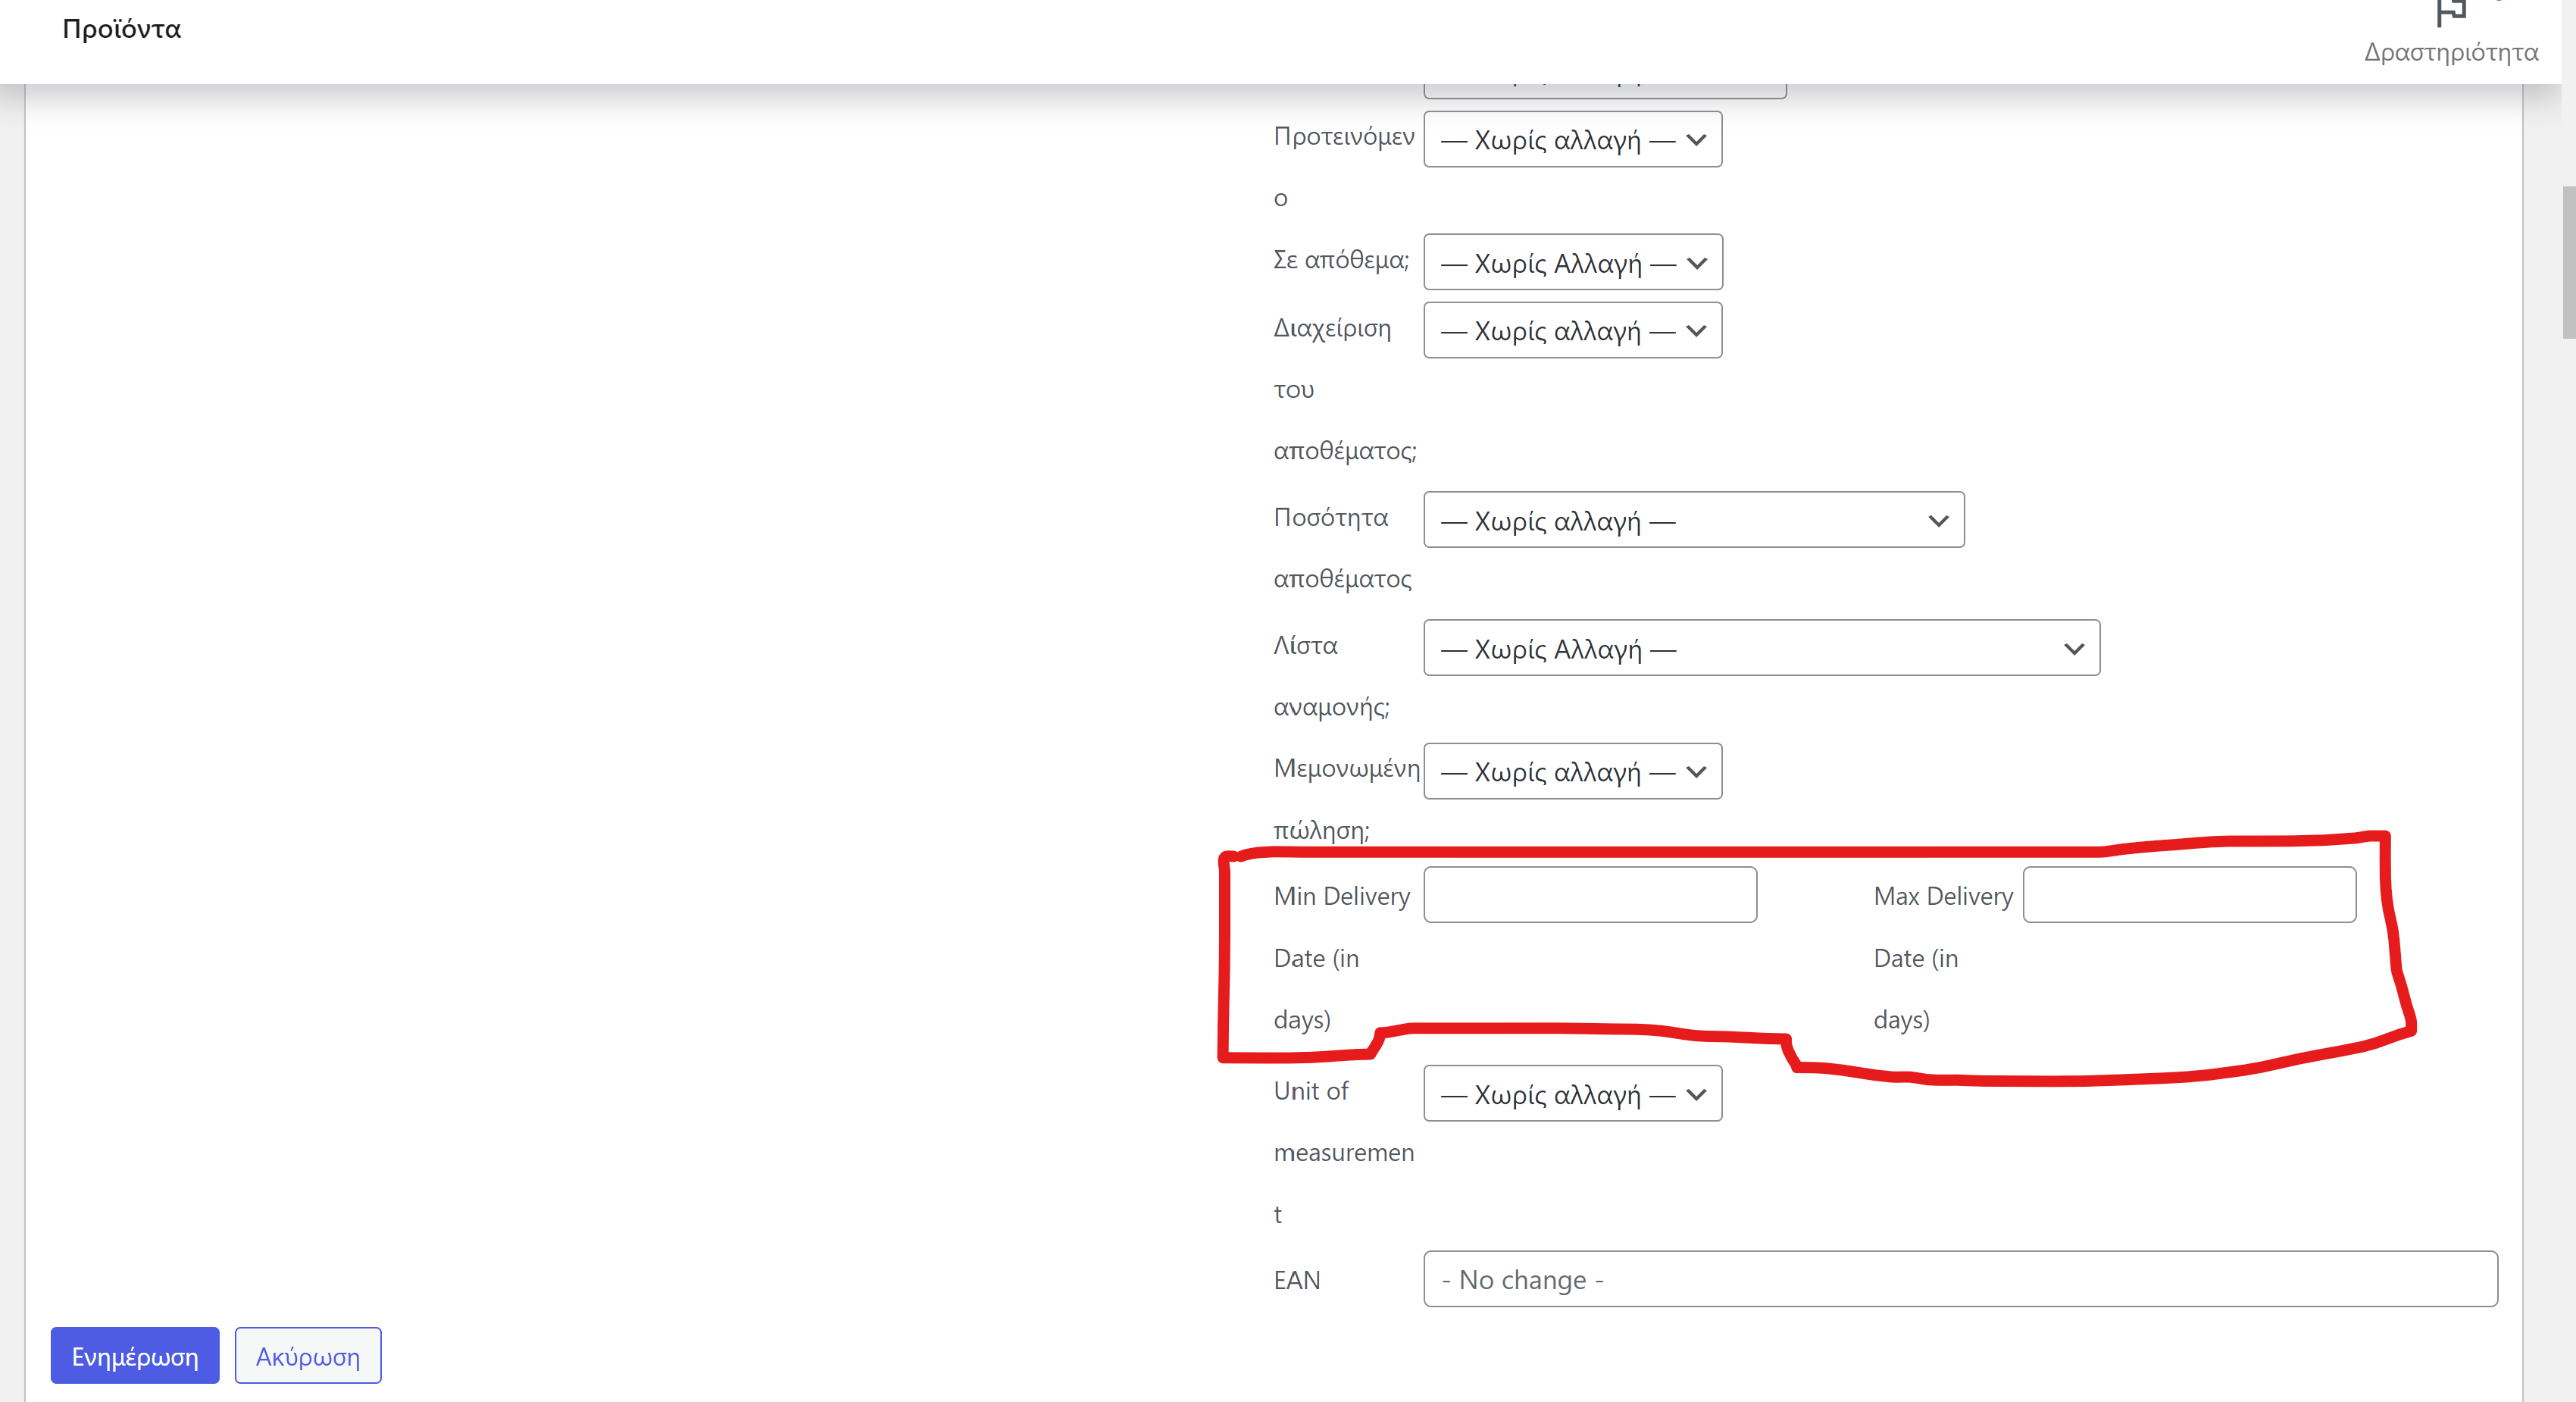 Προϊόντα
Δραστηριότητα
Προτεινόμεν
ο
— Χωρίς αλλαγή —
Σε απόθεμα;
— Χωρίς Αλλαγή —
Διαχείριση
του
αποθέματος;
— Χωρίς αλλαγή —
Ποσότητα
αποθέματος
— Χωρίς αλλαγή —
Λίστα
αναμονής;
— Χωρίς Αλλαγή —
Μεμονωμένη
πώληση;
— Χωρίς αλλαγή —
Min Delivery
Date (in
days)
Max Delivery
Date (in
days)
Unit of
measuremen
t
— Χωρίς αλλαγή —
EAN
- No change -
Ενημέρωση
Ακύρωση